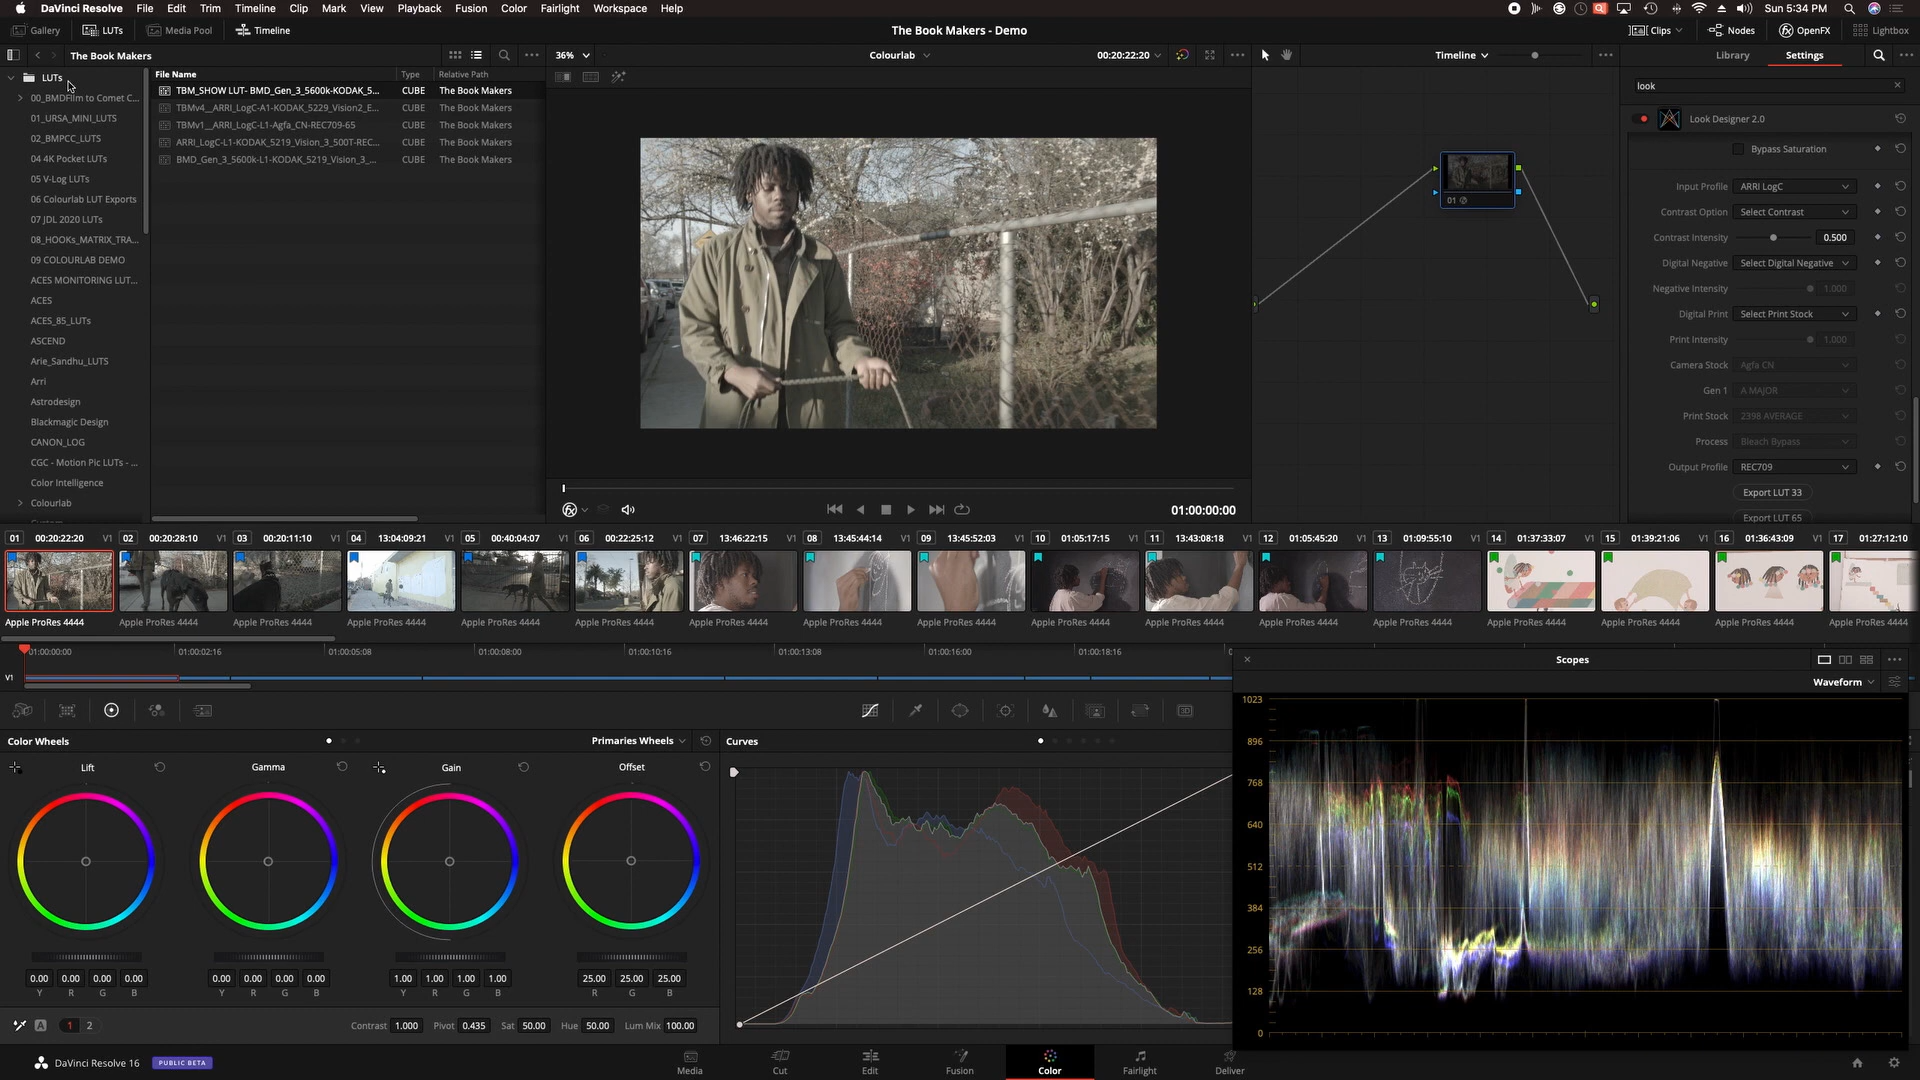 DaVinci Resolve File Edit Trim Timeline Clip Mark View Playback Fusion Color Fairlight Workspace Help Sun 5:34 PM
Gallery LUTs Media Pool Timeline The Book Makers - Demo Clips Nodes OpenFX Lightbox
The Book Makers 36% Colourlab 00:20:22:20 Timeline Library Settings
File Name Type Relative Path
TBM_SHOW LUT- BMD_Gen_3_5600k-KODAK_5... CUBE The Book Makers
TBMv4__ARRI_LogC-A1-KODAK_5229_Vision2_E... CUBE The Book Makers
TBMv1__ARRI_LogC-L1-Agfa_CN-REC709-65 CUBE The Book Makers
ARRI_LogC-L1-KODAK_5219_Vision_3_500T-REC... CUBE The Book Makers
BMD_Gen_3_5600k-L1-KODAK_5219_Vision_3_... CUBE The Book Makers
LUTs
00_BMDFilm to Comet C...
01_URSA_MINI_LUTS
02_BMPCC_LUTS
04 4K Pocket LUTs
05 V-Log LUTs
06 Colourlab LUT Exports
07 JDL 2020 LUTs
08_HOOKs_MATRIX_TRA...
09 COLOURLAB DEMO
ACES MONITORING LUT...
ACES
ACES_85_LUTs
ASCEND
Arie_Sandhu_LUTS
Arri
Astrodesign
Blackmagic Design
CANON_LOG
CGC - Motion Pic LUTs - ...
Color Intelligence
Colourlab
01
look
Look Designer 2.0
Bypass Saturation
Input Profile ARRI LogC
Contrast Option Select Contrast
Contrast Intensity 0.500
Digital Negative Select Digital Negative
Negative Intensity 1.000
Digital Print Select Print Stock
Print Intensity 1.000
Camera Stock Agfa CN
Gen 1 A MAJOR
Print Stock 2398 AVERAGE
Process Bleach Bypass
Output Profile REC709
Export LUT 33
Export LUT 65
01:00:00:00
01 00:20:22:20 V1 02 00:20:28:10 V1 03 00:20:11:10 V1 04 13:04:09:21 V1 05 00:40:04:07 V1 06 00:22:25:12 V1 07 13:46:22:15 V1 08 13:45:44:14 V1 09 13:45:52:03 V1 10 01:05:17:15 V1 11 13:43:08:18 V1 12 01:05:45:20 V1 13 01:09:55:10 V1 14 01:37:33:07 V1 15 01:39:21:06 V1 16 01:36:43:09 V1 17 01:27:12:10 V1
Apple ProRes 4444 Apple ProRes 4444 Apple ProRes 4444 Apple ProRes 4444 Apple ProRes 4444 Apple ProRes 4444 Apple ProRes 4444 Apple ProRes 4444 Apple ProRes 4444 Apple ProRes 4444 Apple ProRes 4444 Apple ProRes 4444 Apple ProRes 4444 Apple ProRes 4444 Apple ProRes 4444 Apple ProRes 4444 Apple ProRes 4444
01:00:00:00 01:00:02:16 01:00:05:08 01:00:08:00 01:00:10:16 01:00:13:08 01:00:16:00 01:00:18:16
V1
Scopes
Waveform
1023
896
768
640
512
384
256
128
0
Color Wheels Primaries Wheels Curves
Lift Gamma Gain Offset
0.00 0.00 0.00 0.00 0.00 0.00 0.00 0.00 1.00 1.00 1.00 1.00 25.00 25.00 25.00
Y R G B Y R G B Y R G B R G B
A 1 2 Contrast 1.000 Pivot 0.435 Sat 50.00 Hue 50.00 Lum Mix 100.00
DaVinci Resolve 16 PUBLIC BETA
Media Cut Edit Fusion Color Fairlight Deliver